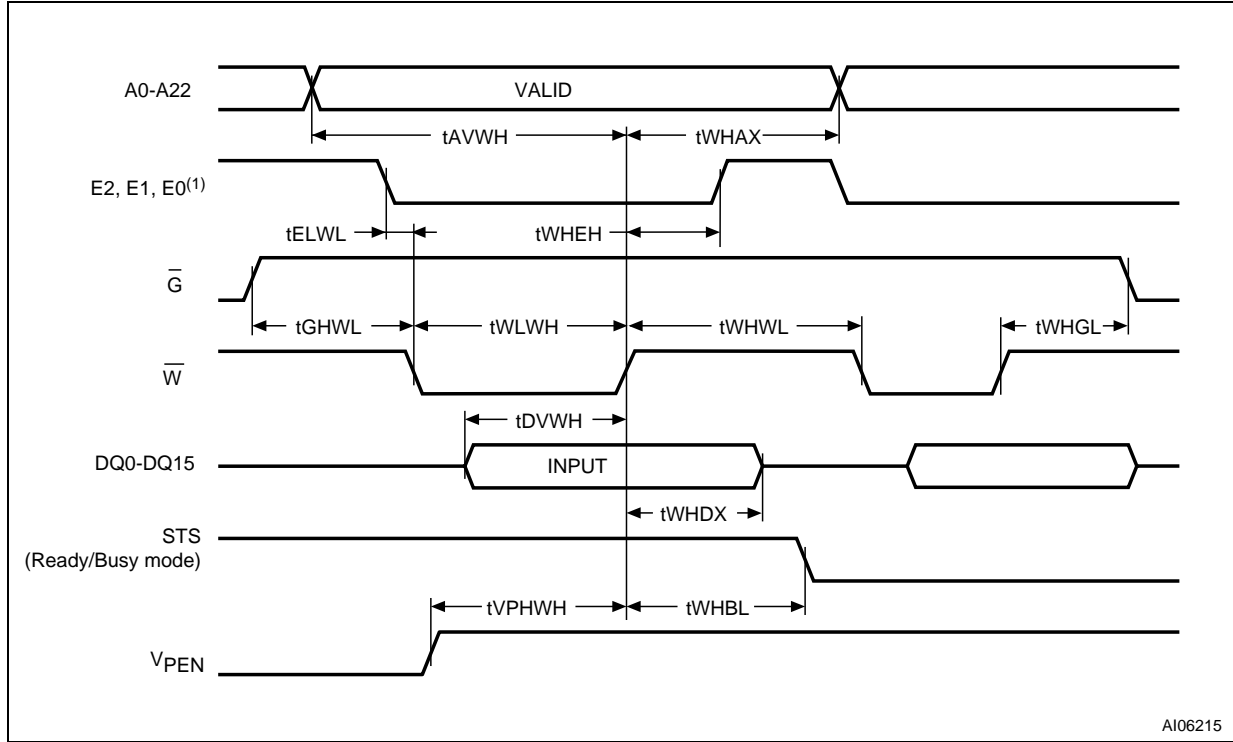 A0-A22
VALID
tAVWH
tWHAX
E2, E1, E0(1)
tELWL
tWHEH
G
tGHWL
tWLWH
tWHWL
tWHGL
W
tDVWH
DQ0-DQ15
INPUT
tWHDX
STS
(Ready/Busy mode)
tVPHWH
tWHBL
VPEN
AI06215